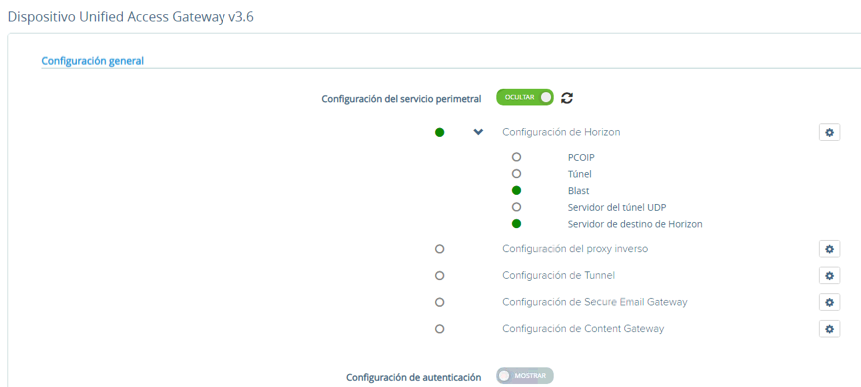 Dispositivo Unified Access Gateway v3.6
Configuración general
Configuración del servicio perimetral OCULTAR
Configuración de Horizon
PCOIP
Túnel
Blast
Servidor del túnel UDP
Servidor de destino de Horizon
Configuración del proxy inverso
Configuración de Tunnel
Configuración de Secure Email Gateway
Configuración de Content Gateway
Configuración de autenticación MOSTRAR